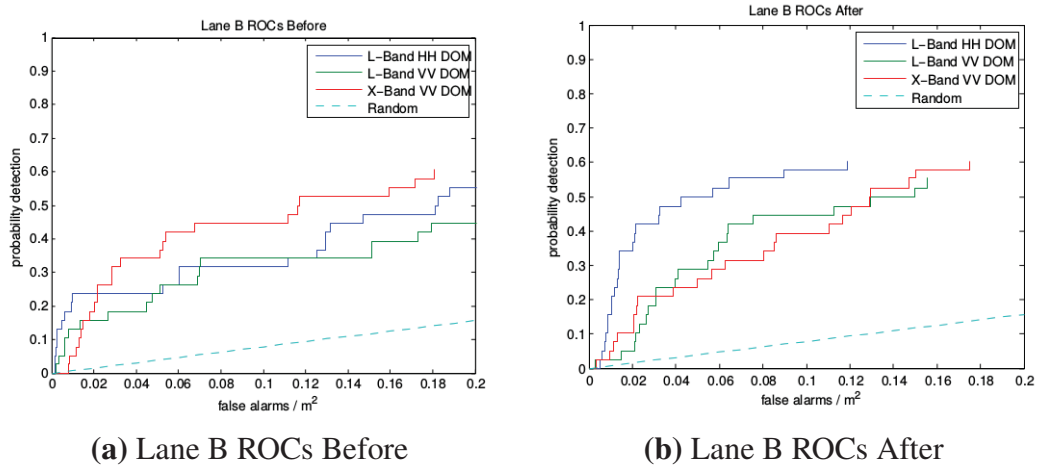 Lane B ROCs Before
1
0.9
0.8
0.7
0.6
0.5
0.4
0.3
0.2
0.1
0
0.02
0.04
0.06
0.08
0.1
0.12
0.14
0.16
0.18
0.2
probability detection
false alarms / m²
L−Band HH DOM
L−Band VV DOM
X−Band VV DOM
Random
(a) Lane B ROCs Before
Lane B ROCs After
1
0.9
0.8
0.7
0.6
0.5
0.4
0.3
0.2
0.1
0
0
0.02
0.04
0.06
0.08
0.1
0.12
0.14
0.16
0.18
0.2
probability detection
false alarms / m²
L−Band HH DOM
L−Band VV DOM
X−Band VV DOM
Random
(b) Lane B ROCs After